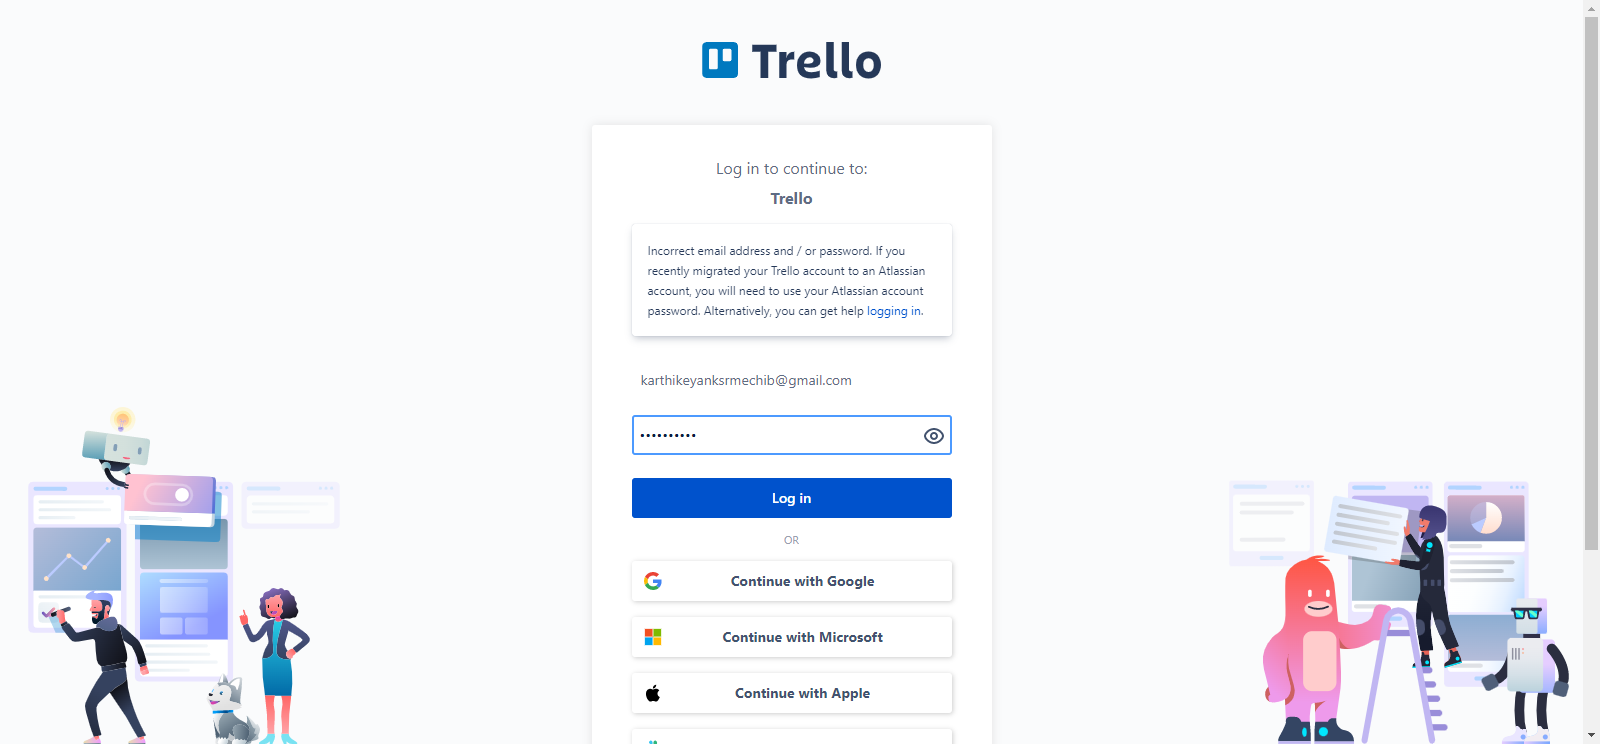 Trello
Log in to continue to:
Trello
Incorrect email address and / or password. If you
recently migrated your Trello account to an Atlassian
account, you will need to use your Atlassian account
password. Alternatively, you can get help logging in.
karthikeyanksrmechib@gmail.com
••••••••••
Log in
OR
Continue with Google
Continue with Microsoft
Continue with Apple